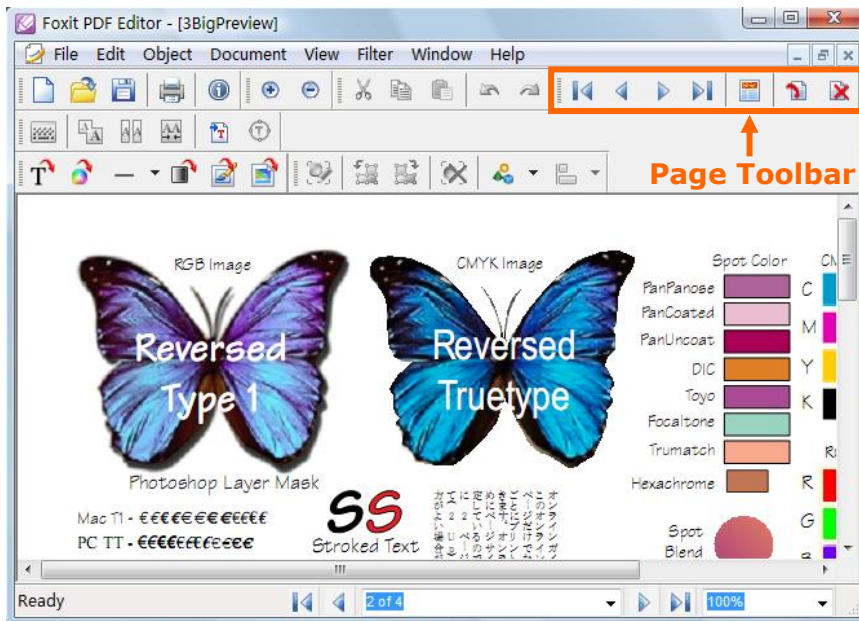 Foxit PDF Editor - [3BigPreview]
File Edit Object Document View Filter Window Help
Page Toolbar
RGB Image
CMYK Image
Spot Color
PanPanose
C
PanCoated
PanUncoat
M
DIC
Y
Toyo
K
Focaltone
Trumatch
Hexachrome
R
G
Reversed
Type 1
Reversed
Truetype
Photoshop Layer Mask
Mac T1 - €€€€€€€€€€€
PC TT - €€€€€€€€€€€
SS
Stroked Text
Spot
Blend
Ready
2 of 4
100%